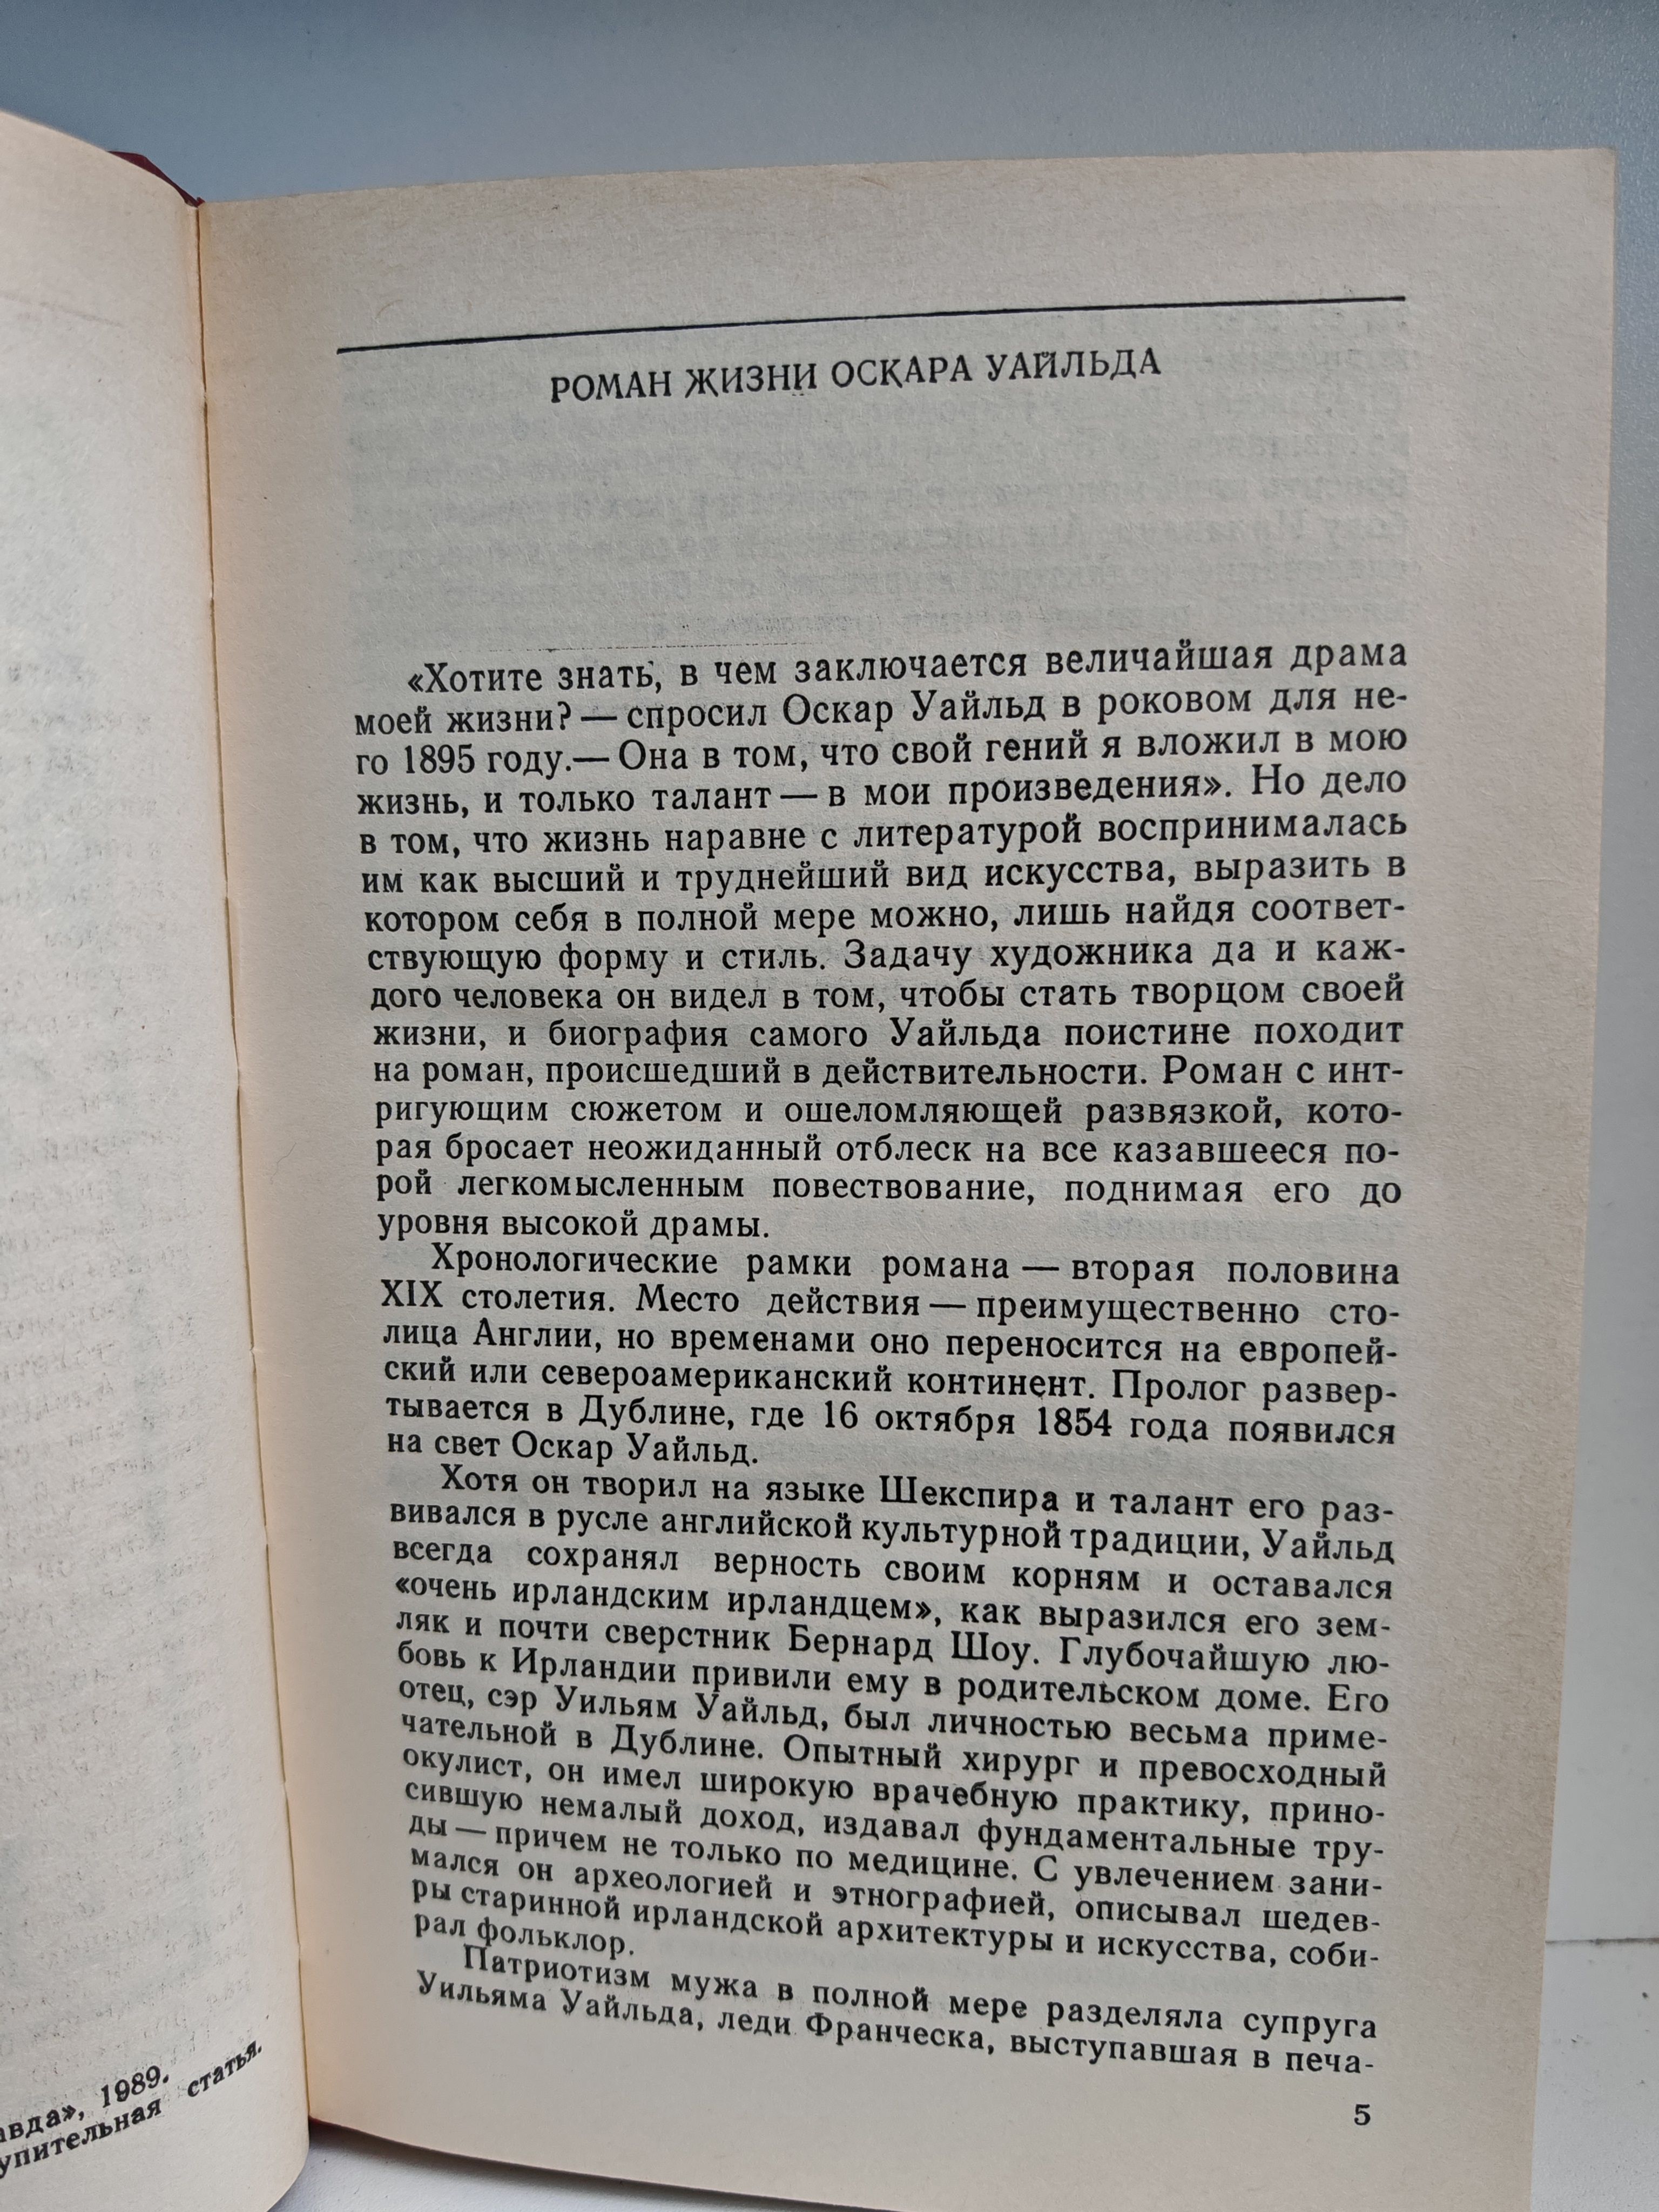 РОМАН ЖИЗНИ ОСКАРА УАЙЛЬДА
«Хотите знать, в чем заключается величайшая драма
моей жизни? — спросил Оскар Уайльд в роковом для не-
го 1895 году.— Она в том, что свой гений я вложил в мою
жизнь, и только талант — в мои произведения». Но дело
в том, что жизнь наравне с литературой воспринималась
им как высший и труднейший вид искусства, выразить в
котором себя в полной мере можно, лишь найдя соответ-
ствующую форму и стиль. Задачу художника да и каж-
дого человека он видел в том, чтобы стать творцом своей
жизни, и биография самого Уайльда поистине походит
на роман, происшедший в действительности. Роман с инт-
ригующим сюжетом и ошеломляющей развязкой, кото-
рая бросает неожиданный отблеск на все казавшееся по-
рой легкомысленным повествование, поднимая его до
уровня высокой драмы.
Хронологические рамки романа — вторая половина
XIX столетия. Место действия — преимущественно сто-
лица Англии, но временами оно переносится на европей-
ский или североамериканский континент. Пролог развер-
тывается в Дублине, где 16 октября 1854 года появился
на свет Оскар Уайльд.
Хотя он творил на языке Шекспира и талант его раз-
вивался в русле английской культурной традиции, Уайльд
всегда сохранял верность своим корням и оставался
«очень ирландским ирландцем», как выразился его зем-
ляк и почти сверстник Бернард Шоу. Глубочайшую лю-
бовь к Ирландии привили ему в родительском доме. Его
отец, сэр Уильям Уайльд, был личностью весьма приме-
чательной в Дублине. Опытный хирург и превосходный
окулист, он имел широкую врачебную практику, прино-
сившую немалый доход, издавал фундаментальные тру-
ды — причем не только по медицине. С увлечением зани-
мался он археологией и этнографией, описывал шедев-
ры старинной ирландской архитектуры и искусства, соби-
рал фольклор.
Патриотизм мужа в полной мере разделяла супруга
Уильяма Уайльда, леди Франческа, выступавшая в печа-
5
авда», 1989.
упительная статья.